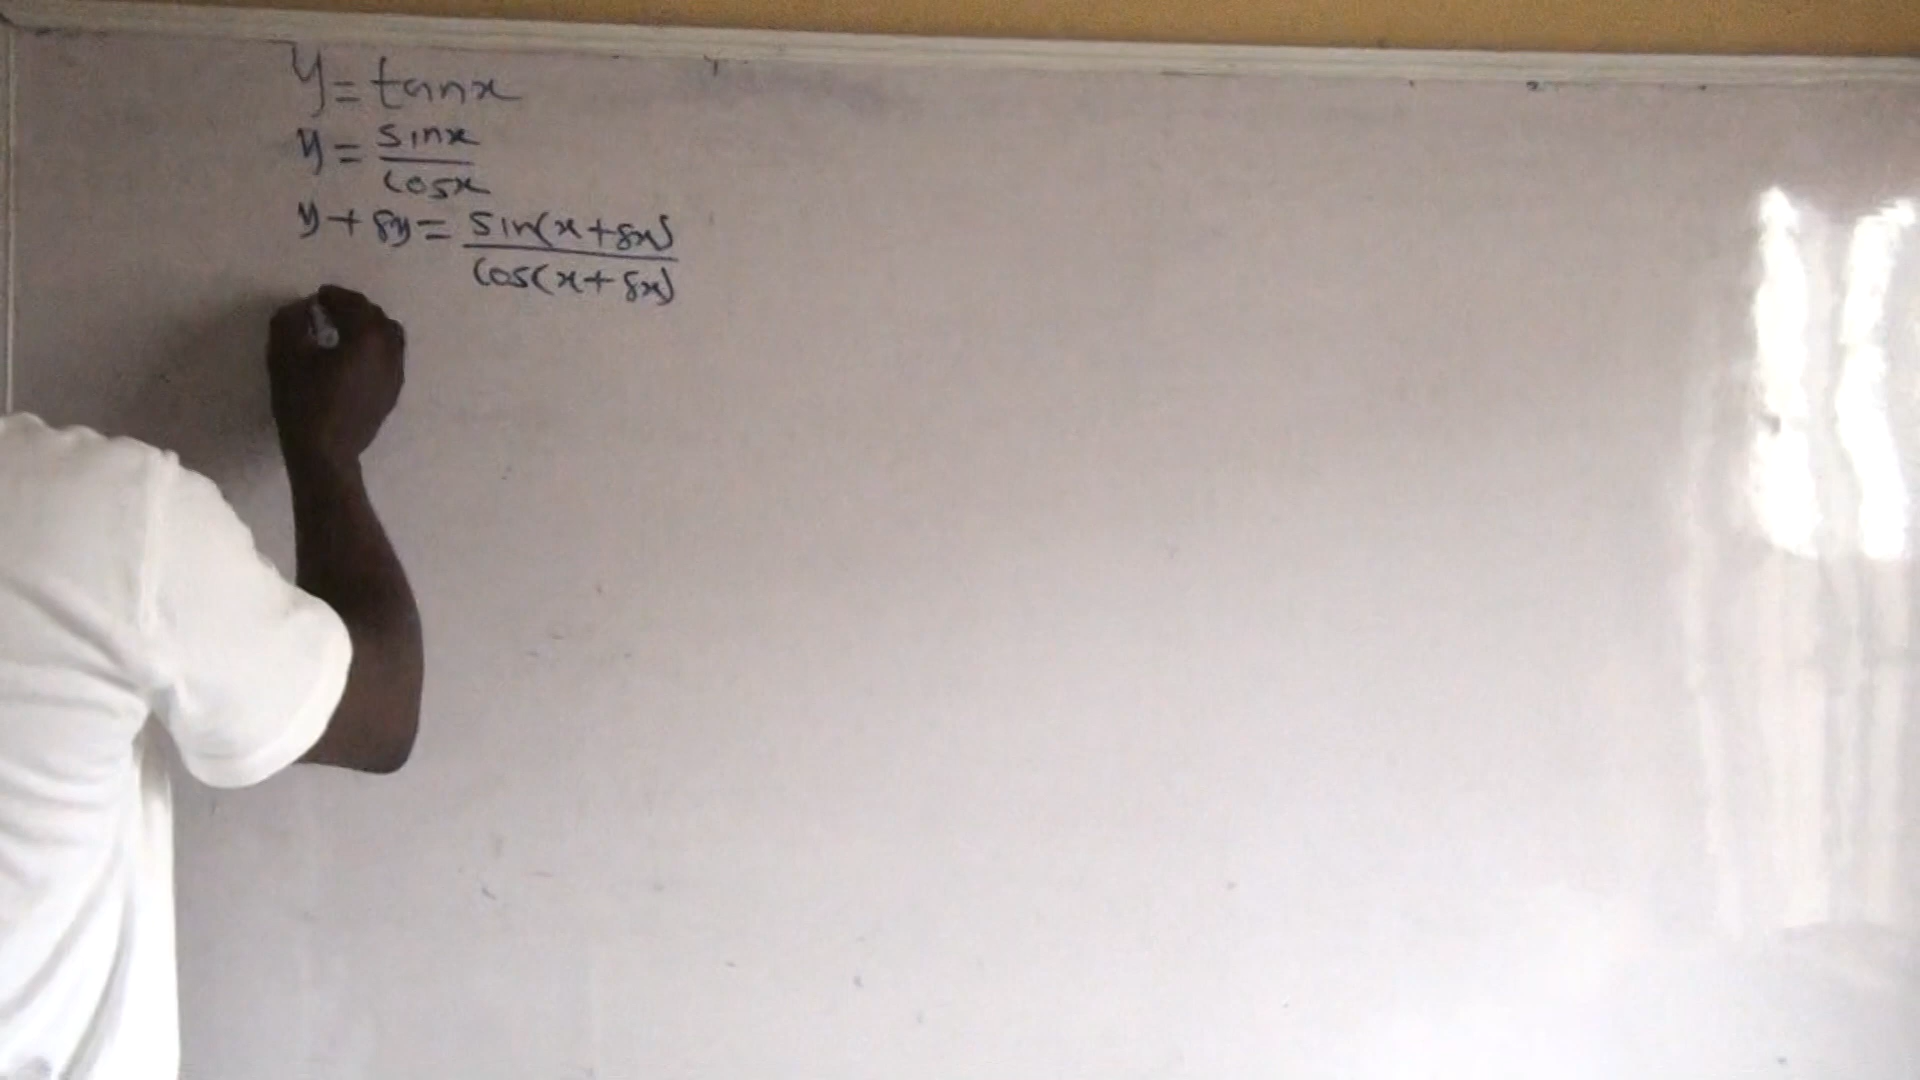 y = tanx
y = sinx/cosx
y + δy = sin(x + δx)/cos(x + δx)